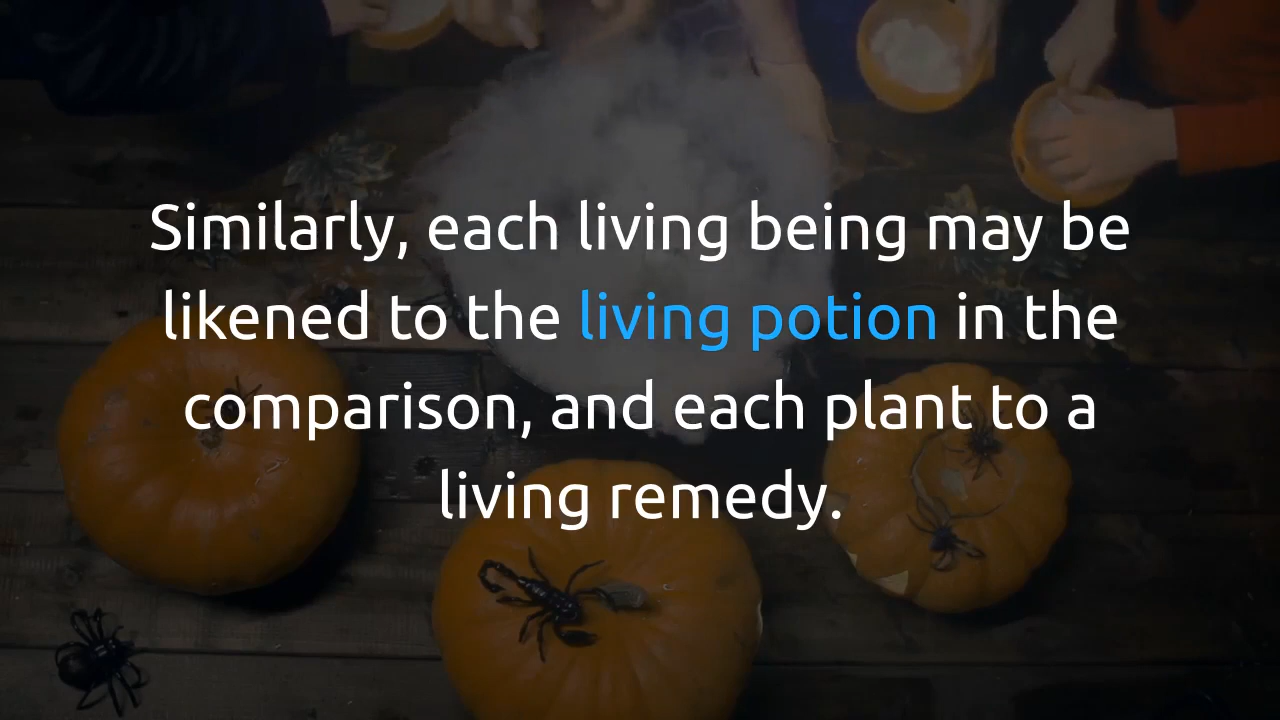 Similarly, each living being may be
likened to the living potion in the
comparison, and each plant to a
living remedy.